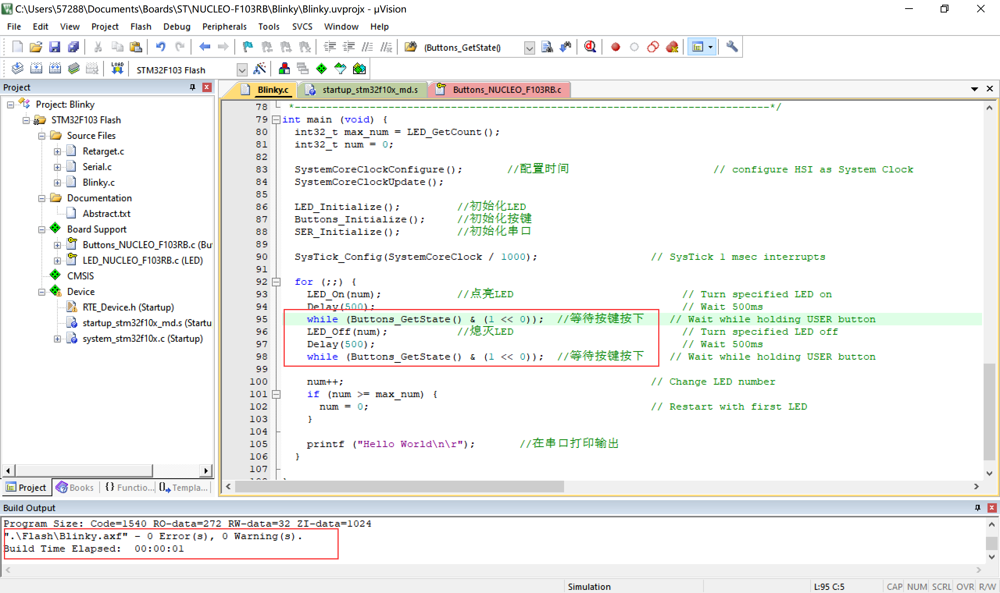 C:\Users\57288\Documents\Boards\ST\NUCLEO-F103RB\Blinky\Blinky.uvprojx - µVision
File Edit View Project Flash Debug Peripherals Tools SVCS Window Help
(Buttons_GetState()
LOAD STM32F103 Flash
Project
Project: Blinky
STM32F103 Flash
Source Files
Retarget.c
Serial.c
Blinky.c
Documentation
Abstract.txt
Board Support
Buttons_NUCLEO_F103RB.c (Bu
LED_NUCLEO_F103RB.c (LED)
CMSIS
Device
RTE_Device.h (Startup)
startup_stm32f10x_md.s (Startu
system_stm32f10x.c (Startup)
Project Books {} Functio... Templa...
Blinky.c startup_stm32f10x_md.s Buttons_NUCLEO_F103RB.c
78 *----------------------------------------------------------------------------*/
79 int main (void) {
80 int32_t max_num = LED_GetCount();
81 int32_t num = 0;
82
83 SystemCoreClockConfigure(); //配置时间 // configure HSI as System Clock
84 SystemCoreClockUpdate();
85
86 LED_Initialize(); //初始化LED
87 Buttons_Initialize(); //初始化按键
88 SER_Initialize(); //初始化串口
89
90 SysTick_Config(SystemCoreClock / 1000); // SysTick 1 msec interrupts
91
92 for (;;) {
93 LED_On(num); //点亮LED // Turn specified LED on
94 Delay(500); // Wait 500ms
95 while (Buttons_GetState() & (1 << 0)); //等待按键按下 // Wait while holding USER button
96 LED_Off(num); //熄灭LED // Turn specified LED off
97 Delay(500); // Wait 500ms
98 while (Buttons_GetState() & (1 << 0)); //等待按键按下 // Wait while holding USER button
99
100 num++; // Change LED number
101 if (num >= max_num) {
102 num = 0; // Restart with first LED
103 }
104
105 printf ("Hello World\n\r"); //在串口打印输出
106 }
107
Build Output
Program Size: Code=1540 RO-data=272 RW-data=32 ZI-data=1024
".\Flash\Blinky.axf" - 0 Error(s), 0 Warning(s).
Build Time Elapsed: 00:00:01
Simulation L:95 C:5 CAP NUM SCRL OVR R/W